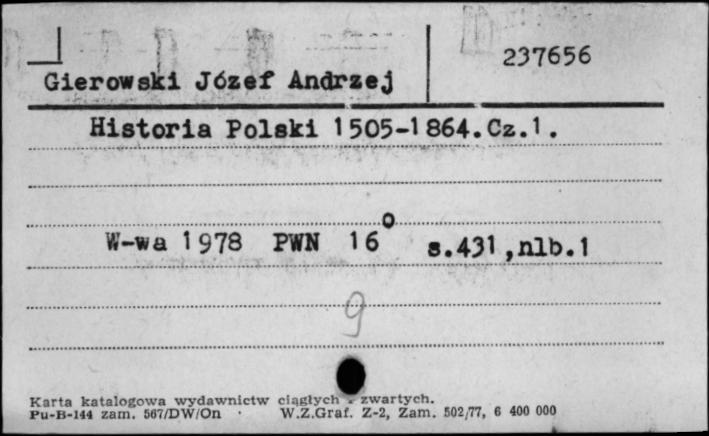 237656
Gierowski Józef Andrzej
Historia Polski 1505-1864.Cz.1.
W-wa 1978 PWN 16° s.431,nlb.1
9
Karta katalogowa wydawnictw ciągłych i zwartych.
Pu-B-144 zam. 567/DW/On W.Z.Graf. Z-2, Zam. 502/77, 6 400 000